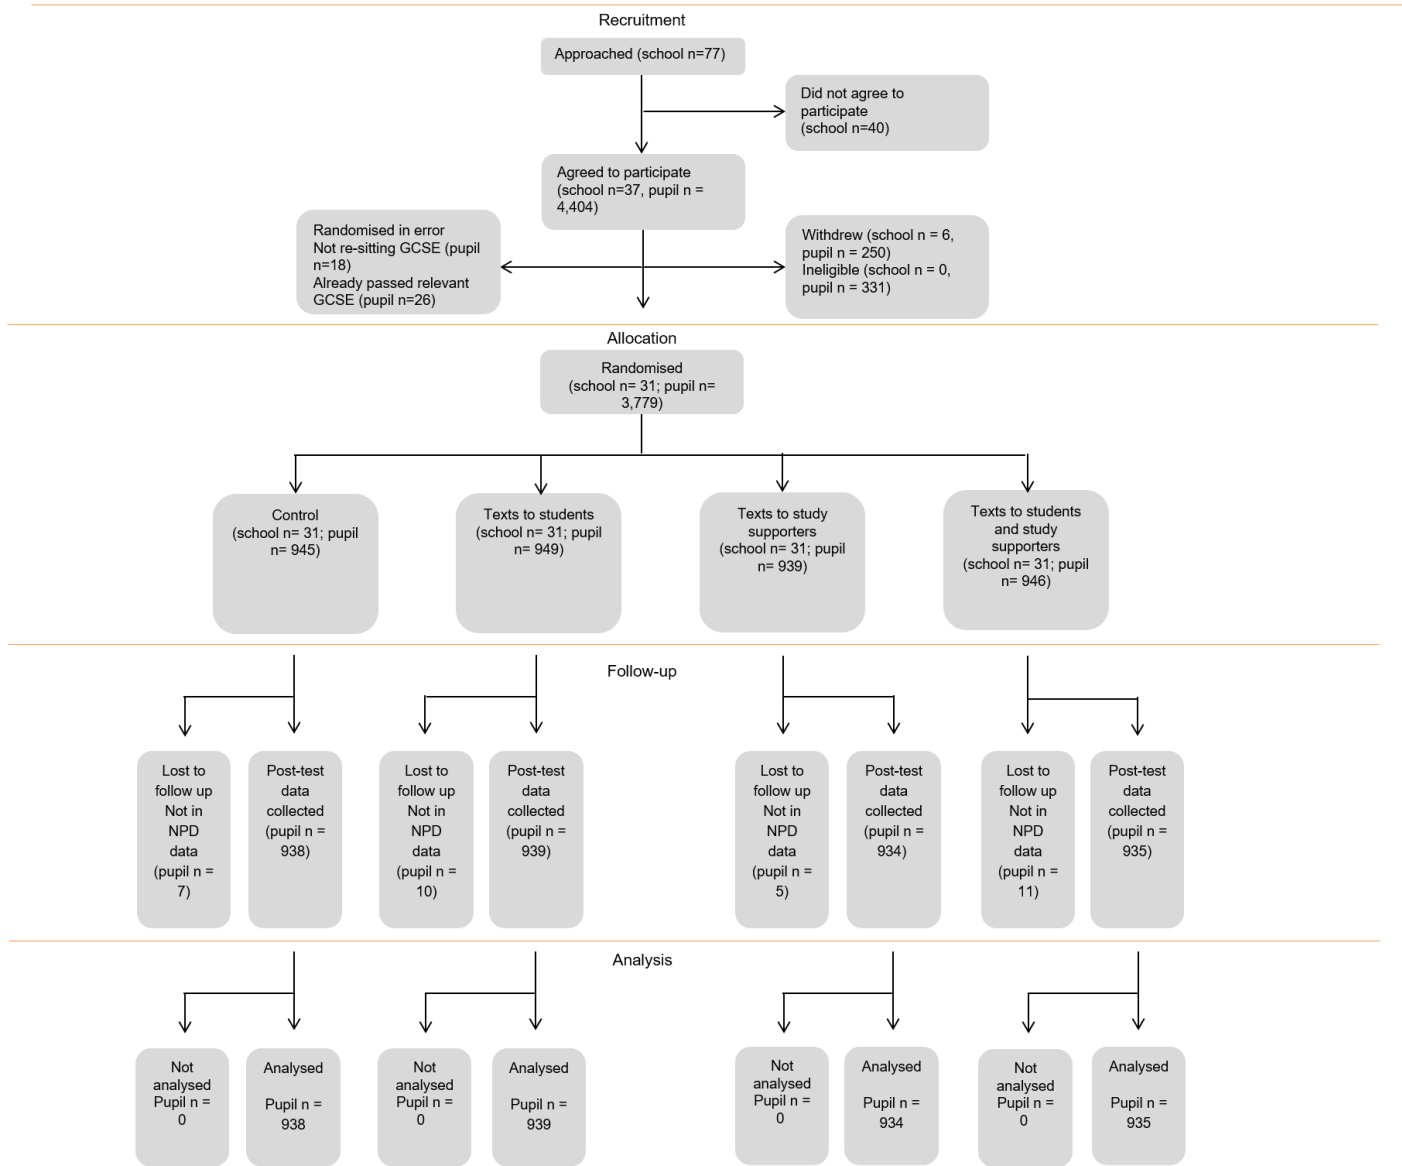 Recruitment
Approached (school n=77)
Did not agree to
participate
(school n=40)
Agreed to participate
(school n=37, pupil n =
4,404)
Randomised in error
Not re-sitting GCSE (pupil
n=18)
Already passed relevant
GCSE (pupil n=26)
Withdrew (school n = 6,
pupil n = 250)
Ineligible (school n = 0,
pupil n = 331)
Allocation
Randomised
(school n= 31; pupil n=
3,779)
Control
(school n= 31; pupil
n= 945)
Texts to students
(school n= 31; pupil
n= 949)
Texts to study
supporters
(school n= 31; pupil
n= 939)
Texts to students
and study
supporters
(school n= 31; pupil
n= 946)
Follow-up
Lost to
follow up
Not in
NPD
data
(pupil n =
7)
Post-test
data
collected
(pupil n =
938)
Lost to
follow up
Not in
NPD
data
(pupil n =
10)
Post-test
data
collected
(pupil n =
939)
Lost to
follow up
Not in
NPD
data
(pupil n =
5)
Post-test
data
collected
(pupil n =
934)
Lost to
follow up
Not in
NPD
data
(pupil n =
11)
Post-test
data
collected
(pupil n =
935)
Analysis
Not
analysed
Pupil n =
0
Analysed
Pupil n =
938
Not
analysed
Pupil n =
0
Analysed
Pupil n =
939
Not
analysed
Pupil n =
0
Analysed
Pupil n =
934
Not
analysed
Pupil n =
0
Analysed
Pupil n =
935